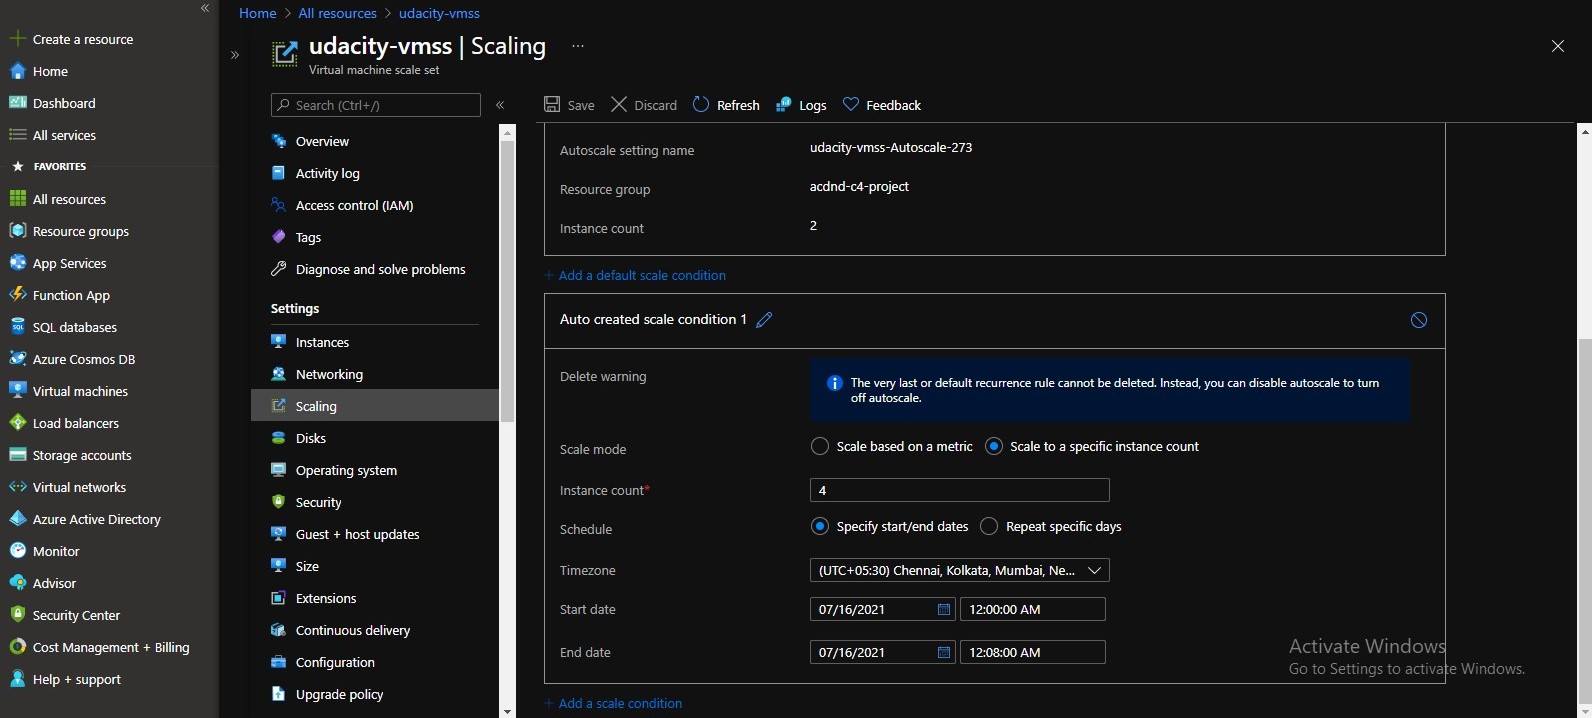 Home > All resources > udacity-vmss
udacity-vmss | Scaling ...
Virtual machine scale set
Create a resource
Home
Dashboard
All services
FAVORITES
All resources
Resource groups
App Services
Function App
SQL databases
Azure Cosmos DB
Virtual machines
Load balancers
Storage accounts
Virtual networks
Azure Active Directory
Monitor
Advisor
Security Center
Cost Management + Billing
Help + support
Search (Ctrl+/)
Overview
Activity log
Access control (IAM)
Tags
Diagnose and solve problems
Settings
Instances
Networking
Scaling
Disks
Operating system
Security
Guest + host updates
Size
Extensions
Continuous delivery
Configuration
Upgrade policy
Save Discard Refresh Logs Feedback
Autoscale setting name udacity-vmss-Autoscale-273
Resource group acdnd-c4-project
Instance count 2
+ Add a default scale condition
Auto created scale condition 1
Delete warning
The very last or default recurrence rule cannot be deleted. Instead, you can disable autoscale to turn
off autoscale.
Scale mode Scale based on a metric Scale to a specific instance count
Instance count* 4
Schedule Specify start/end dates Repeat specific days
Timezone (UTC+05:30) Chennai, Kolkata, Mumbai, Ne...
Start date 07/16/2021 12:00:00 AM
End date 07/16/2021 12:08:00 AM
+ Add a scale condition
Activate Windows
Go to Settings to activate Windows.